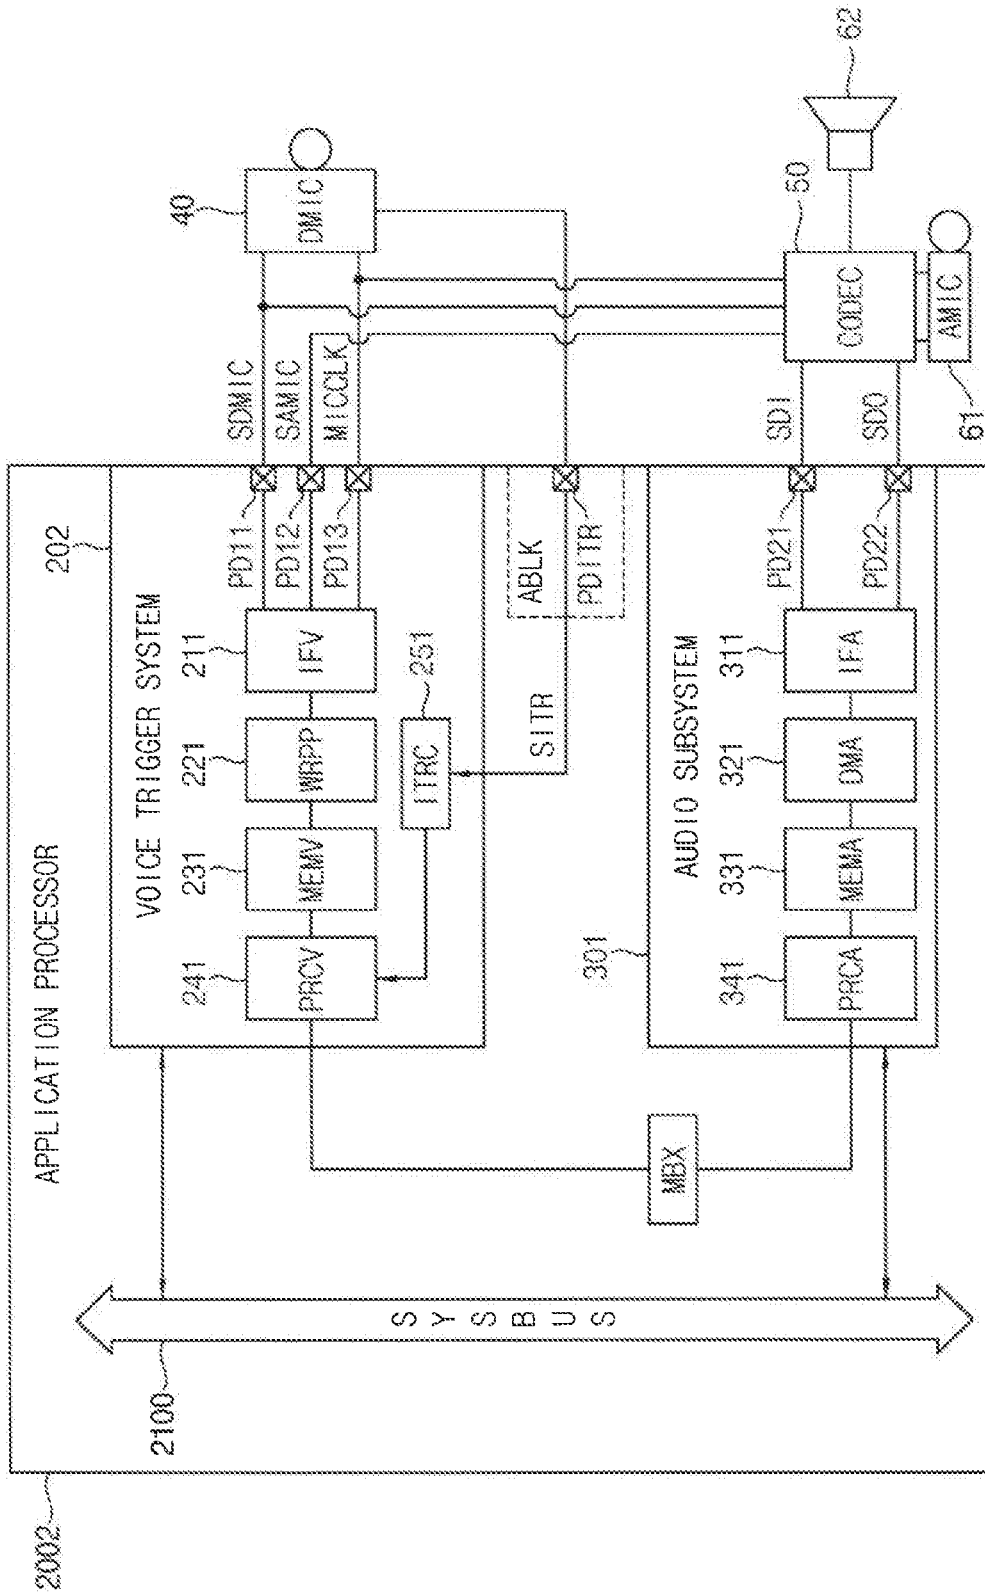 2002
APPLICATION PROCESSOR
2100
SYSBUS
202
VOICE TRIGGER SYSTEM
241
PRCV
231
MEMV
221
WRPP
211
IFV
251
ITRC
PD11
PD12
PD13
SDMIC
SAMIC
MICCLK
40
DMIC
ABLK
PDITR
SITR
MBX
301
AUDIO SUBSYSTEM
341
PRCA
331
MEMA
321
DMA
311
IFA
PD21
PD22
SDI
SDO
50
CODEC
61
AMIC
62